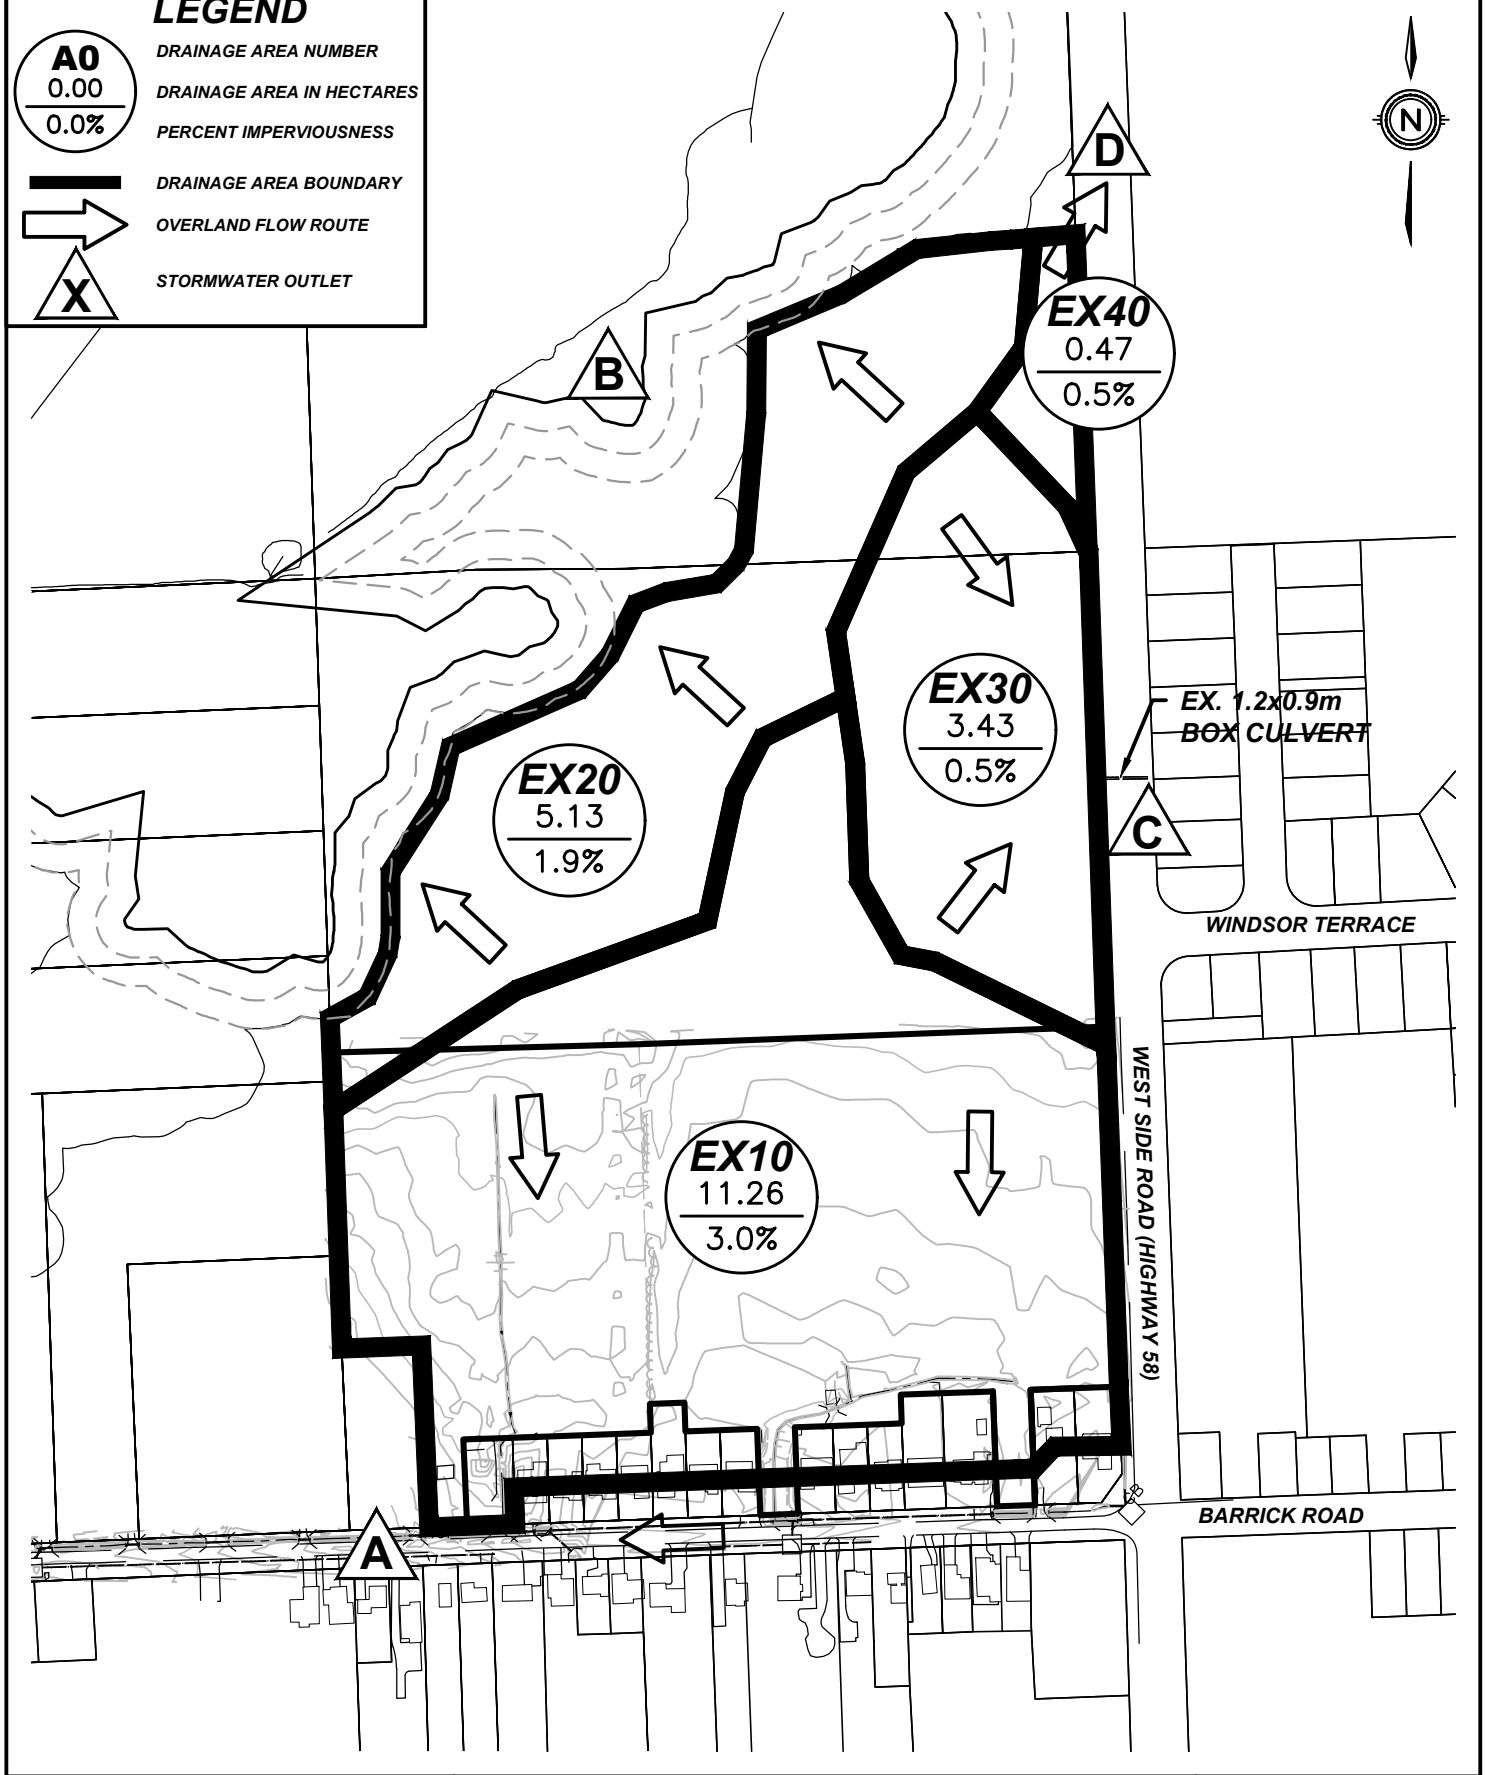 LEGEND
A0
0.00
0.0%
DRAINAGE AREA NUMBER
DRAINAGE AREA IN HECTARES
PERCENT IMPERVIOUSNESS
DRAINAGE AREA BOUNDARY
OVERLAND FLOW ROUTE
X
STORMWATER OUTLET
N
D
EX40
0.47
0.5%
B
EX30
3.43
0.5%
EX. 1.2x0.9m
BOX CULVERT
EX20
5.13
1.9%
C
WINDSOR TERRACE
WEST SIDE ROAD (HIGHWAY 58)
EX10
11.26
3.0%
BARRICK ROAD
A